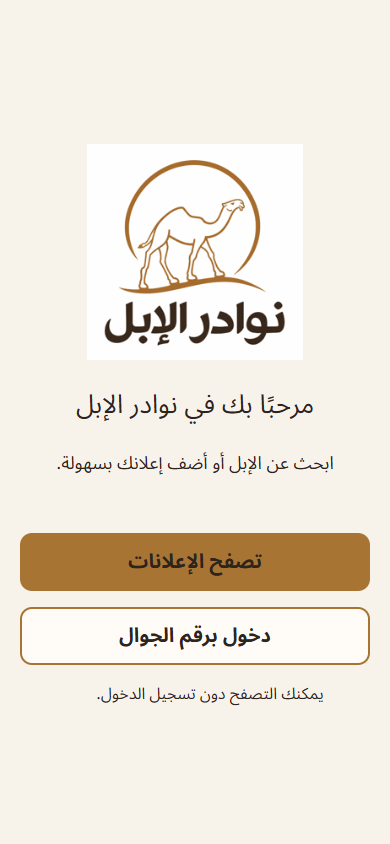 نوادر الإبل
مرحبًا بك في نوادر الإبل
ابحث عن الإبل أو أضف إعلانك بسهولة.
تصفح الإعلانات
دخول برقم الجوال
يمكنك التصفح دون تسجيل الدخول.